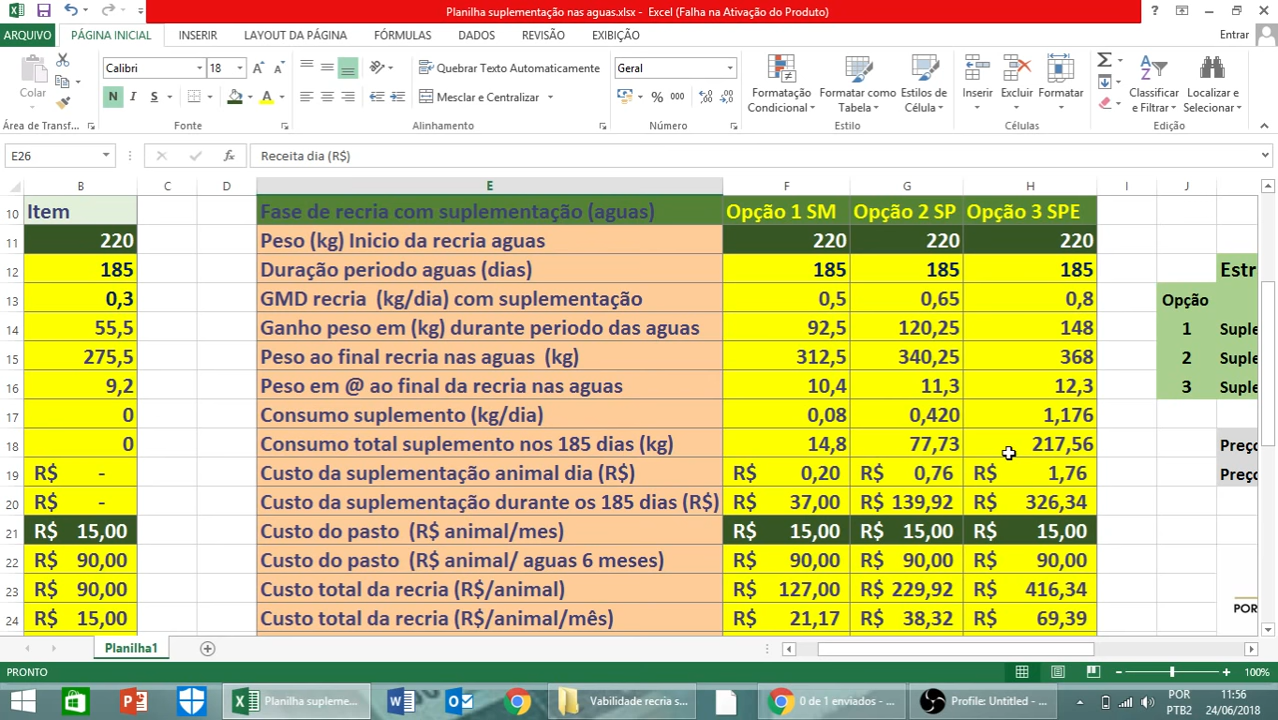 Planilha suplementação nas aguas.xlsx - Excel (Falha na Ativação do Produto)
ARQUIVO PÁGINA INICIAL INSERIR LAYOUT DA PÁGINA FÓRMULAS DADOS REVISÃO EXIBIÇÃO Entrar
Colar Calibri 18 Quebrar Texto Automaticamente Geral
N I S Mesclar e Centralizar % 000
Formatação Condicional Formatar como Tabela Estilos de Célula Inserir Excluir Formatar Classificar e Filtrar Localizar e Selecionar
Área de Transf... Fonte Alinhamento Número Estilo Células Edição
E26 fx Receita dia (R$)
B C D E F G H I J
10 Item Fase de recria com suplementação (aguas) Opção 1 SM Opção 2 SP Opção 3 SPE
11 220 Peso (kg) Inicio da recria aguas 220 220 220
12 185 Duração periodo aguas (dias) 185 185 185 Estr
13 0,3 GMD recria (kg/dia) com suplementação 0,5 0,65 0,8 Opção
14 55,5 Ganho peso em (kg) durante periodo das aguas 92,5 120,25 148 1 Suple
15 275,5 Peso ao final recria nas aguas (kg) 312,5 340,25 368 2 Suple
16 9,2 Peso em @ ao final da recria nas aguas 10,4 11,3 12,3 3 Suple
17 0 Consumo suplemento (kg/dia) 0,08 0,420 1,176
18 0 Consumo total suplemento nos 185 dias (kg) 14,8 77,73 217,56 Preço
19 R$ - Custo da suplementação animal dia (R$) R$ 0,20 R$ 0,76 R$ 1,76 Preço
20 R$ - Custo da suplementação durante os 185 dias (R$) R$ 37,00 R$ 139,92 R$ 326,34
21 R$ 15,00 Custo do pasto (R$ animal/mes) R$ 15,00 R$ 15,00 R$ 15,00
22 R$ 90,00 Custo do pasto (R$ animal/ aguas 6 meses) R$ 90,00 R$ 90,00 R$ 90,00
23 R$ 90,00 Custo total da recria (R$/animal) R$ 127,00 R$ 229,92 R$ 416,34
24 R$ 15,00 Custo total da recria (R$/animal/mês) R$ 21,17 R$ 38,32 R$ 69,39
POR
Planilha1
PRONTO 100%
Planilha supleme... Vabilidade recria s... 0 de 1 enviados - ... Profile: Untitled - ... POR 11:56
PTB2 24/06/2018